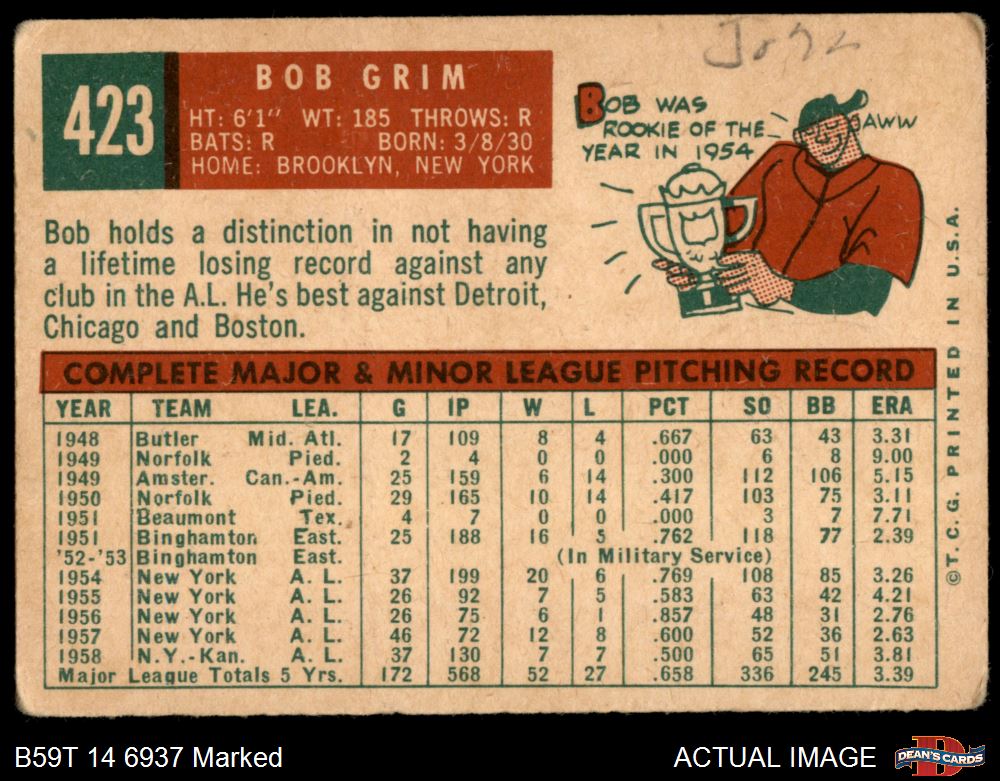 423
BOB GRIM
HT: 6'1" WT: 185 THROWS: R
BATS: R BORN: 3/8/30
HOME: BROOKLYN, NEW YORK
BOB WAS
ROOKIE OF THE
YEAR IN 1954
AWW
Bob holds a distinction in not having
a lifetime losing record against any
club in the A.L. He's best against Detroit,
Chicago and Boston.
COMPLETE MAJOR & MINOR LEAGUE PITCHING RECORD
YEAR TEAM LEA. G IP W L PCT SO BB ERA
1948 Butler Mid. Atl. 17 109 8 4 .667 63 43 3.31
1949 Norfolk Pied. 2 4 0 0 .000 6 8 9.00
1949 Amster. Can.-Am. 25 159 6 14 .300 112 106 5.15
1950 Norfolk Pied. 29 165 10 14 .417 103 75 3.11
1951 Beaumont Tex. 4 7 0 0 .000 3 7 7.71
1951 Binghamton East. 25 188 16 5 .762 118 77 2.39
'52-'53 Binghamton East. (In Military Service)
1954 New York A. L. 37 199 20 6 .769 108 85 3.26
1955 New York A. L. 26 92 7 5 .583 63 42 4.21
1956 New York A. L. 26 75 6 1 .857 48 31 2.76
1957 New York A. L. 46 72 12 8 .600 52 36 2.63
1958 N.Y.-Kan. A. L. 37 130 7 7 .500 65 51 3.81
Major League Totals 5 Yrs. 172 568 52 27 .658 336 245 3.39
©T.C.G. PRINTED IN U.S.A.
B59T 14 6937 Marked
ACTUAL IMAGE
DEAN'S CARDS